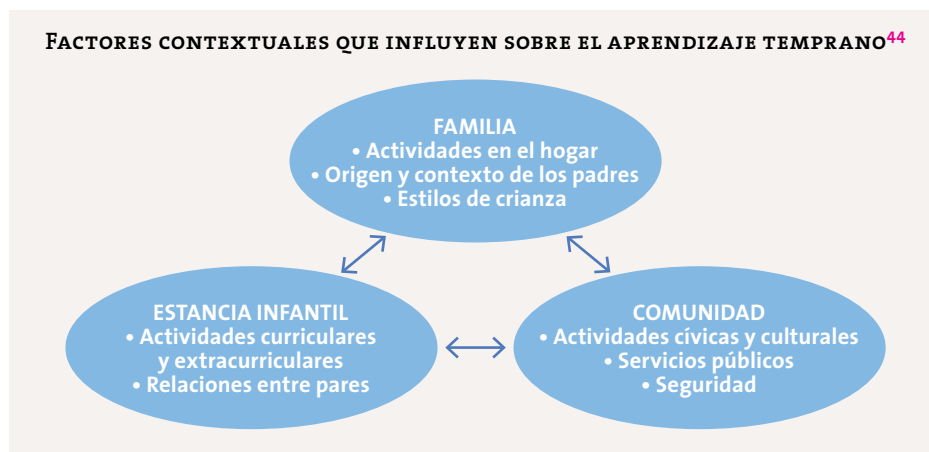 FACTORES CONTEXTUALES QUE INFLUYEN SOBRE EL APRENDIZAJE TEMPRANO44
FAMILIA
• Actividades en el hogar
• Origen y contexto de los padres
• Estilos de crianza
ESTANCIA INFANTIL
• Actividades curriculares
y extracurriculares
• Relaciones entre pares
COMUNIDAD
• Actividades cívicas y culturales
• Servicios públicos
• Seguridad